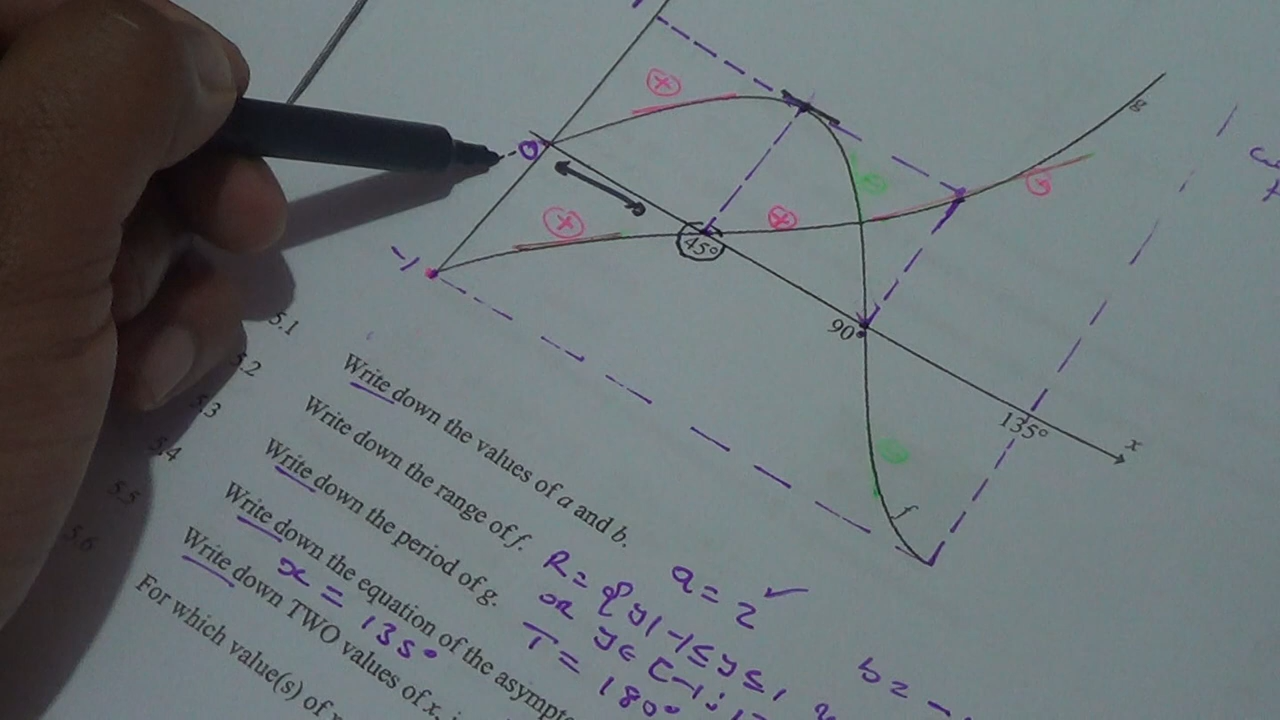 g
0
45°
-1
90°
135°
x
f
5.1 Write down the values of a and b.
a = 2 ✓
b = -
5.2 Write down the range of f.
R = {y | -1 ≤ y ≤ 1
or y ∈ [-1;
5.3 Write down the period of g.
T = 180°
5.4 Write down the equation of the
x = 135°
5.5 Write down TWO values of x,
5.6 For which value(s) of